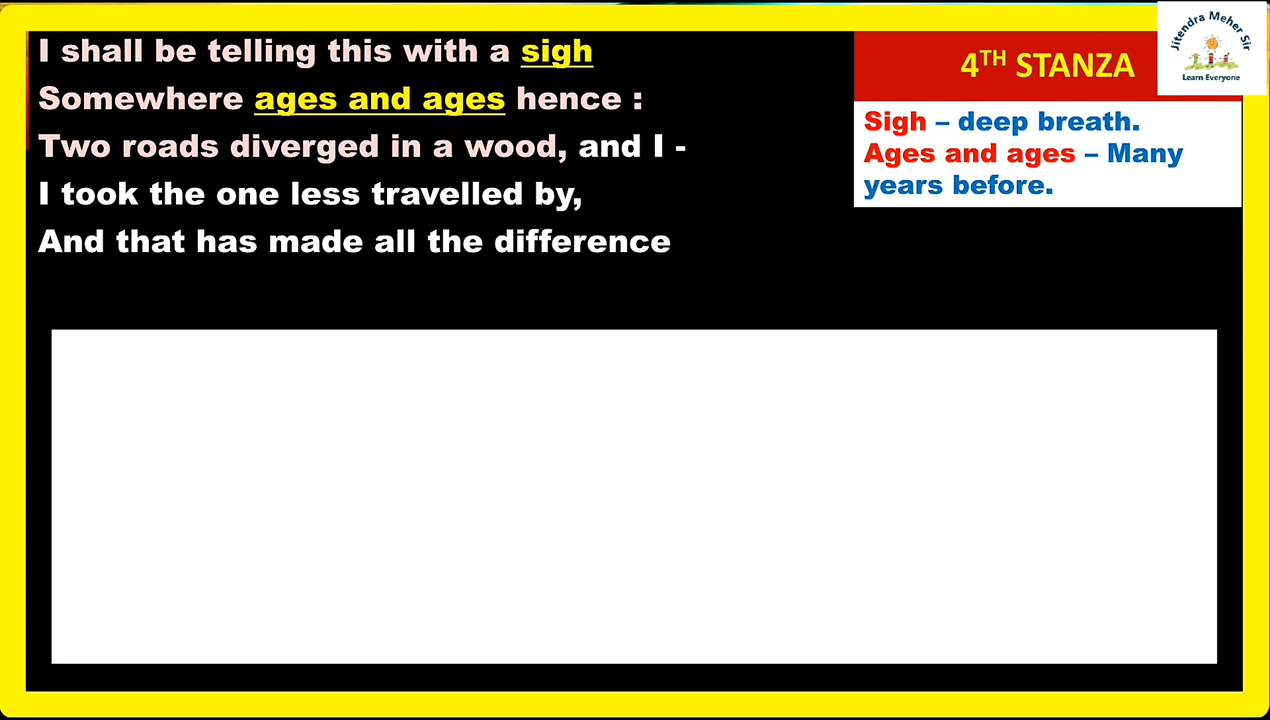 I shall be telling this with a sigh
Somewhere ages and ages hence :
Two roads diverged in a wood, and I -
I took the one less travelled by,
And that has made all the difference
4TH STANZA
Sigh – deep breath.
Ages and ages – Many
years before.
Jitendra Meher Sir
Learn Everyone